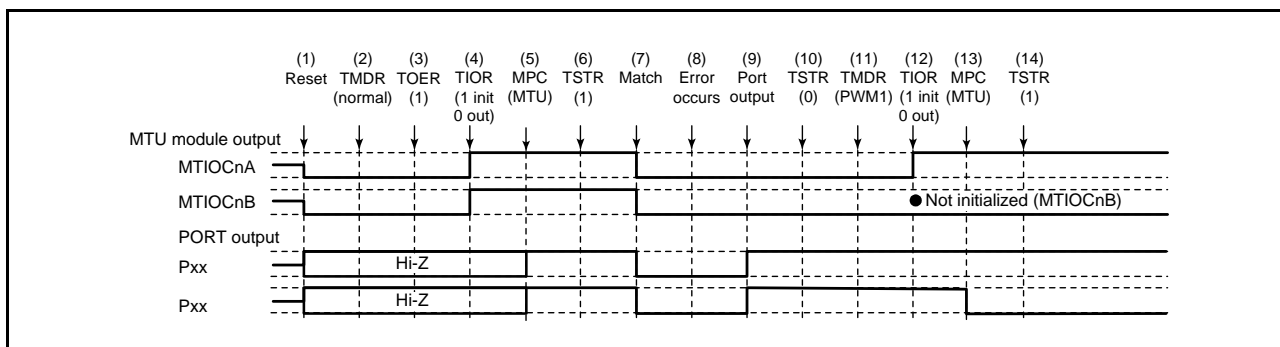 (1) (2) (3) (4) (5) (6) (7) (8) (9) (10) (11) (12) (13) (14)
Reset TMDR TOER TIOR MPC TSTR Match Error Port TSTR TMDR TIOR MPC TSTR
(normal) (1) (1 init (MTU) (1) occurs output (0) (PWM1) (1 init (MTU) (1)
0 out) 0 out)
MTU module output
MTIOCnA
MTIOCnB ● Not initialized (MTIOCnB)
PORT output
Pxx Hi-Z
Pxx Hi-Z